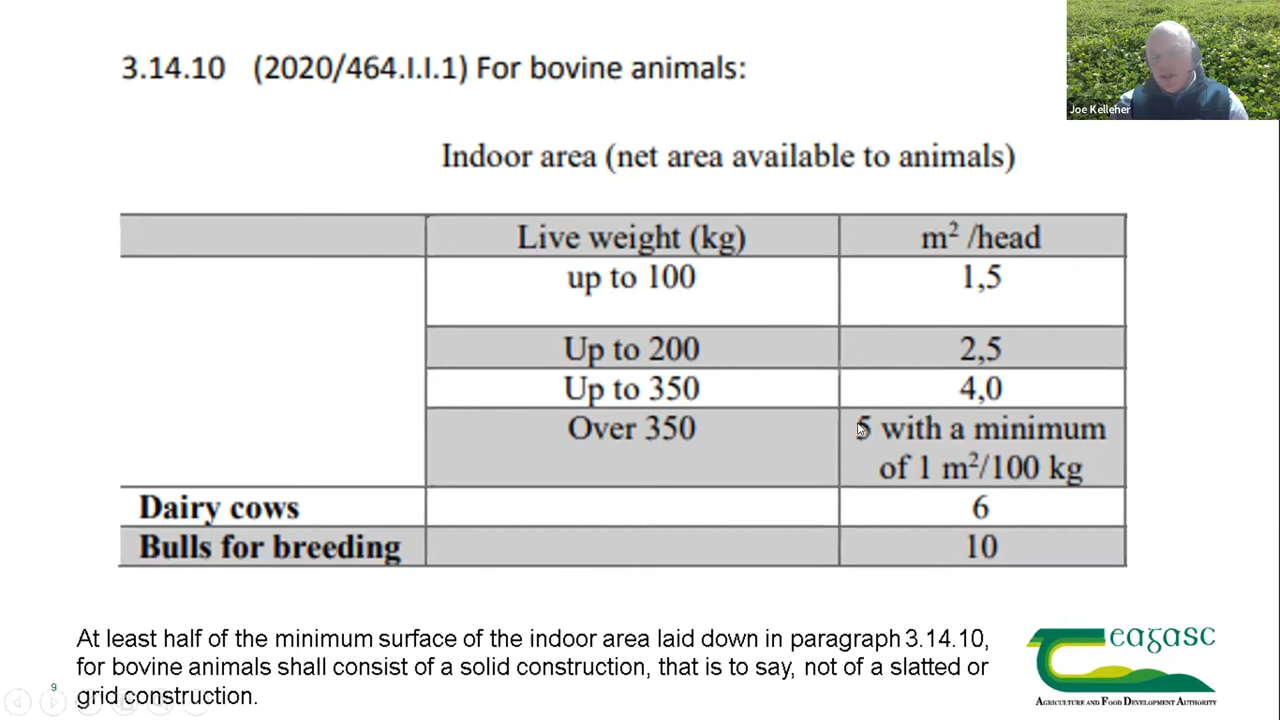 3.14.10 (2020/464.I.I.1) For bovine animals:
Joe Kelleher
Indoor area (net area available to animals)
Live weight (kg) m² /head
up to 100 1,5
Up to 200 2,5
Up to 350 4,0
Over 350 5 with a minimum
of 1 m²/100 kg
Dairy cows 6
Bulls for breeding 10
At least half of the minimum surface of the indoor area laid down in paragraph 3.14.10,
for bovine animals shall consist of a solid construction, that is to say, not of a slatted or
grid construction.
9
eagasc
AGRICULTURE AND FOOD DEVELOPMENT AUTHORITY